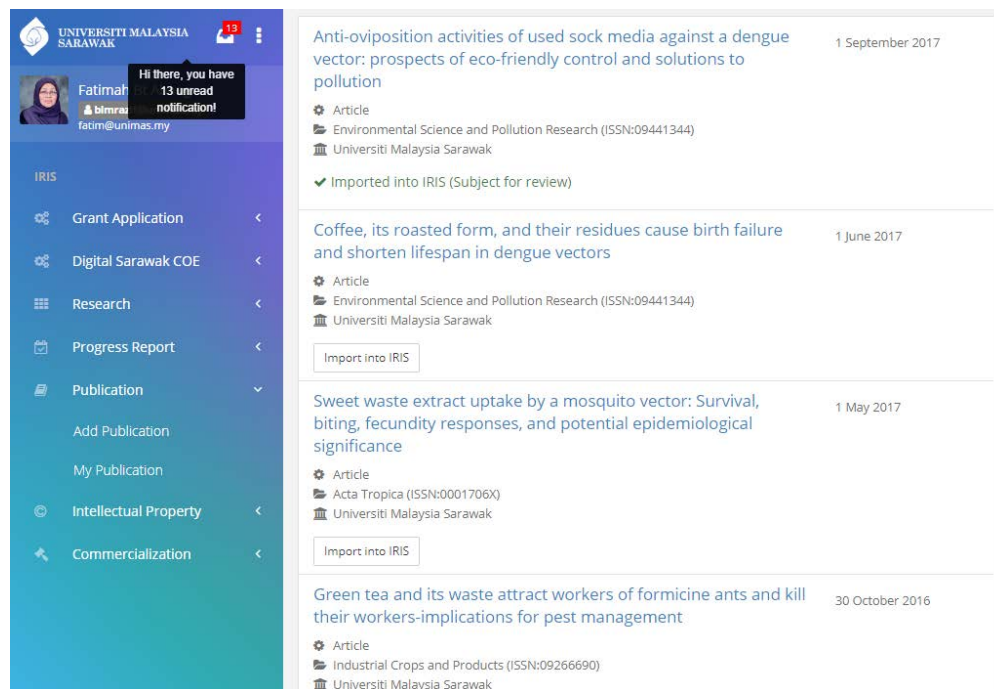 UNIVERSITI MALAYSIA
SARAWAK
13
Hi there, you have
13 unread
notification!
Fatimah
fatim@unimas.my
IRIS
Grant Application
Digital Sarawak COE
Research
Progress Report
Publication
Add Publication
My Publication
Intellectual Property
Commercialization
Anti-oviposition activities of used sock media against a dengue
vector: prospects of eco-friendly control and solutions to
pollution
1 September 2017
Article
Environmental Science and Pollution Research (ISSN:09441344)
Universiti Malaysia Sarawak
Imported into IRIS (Subject for review)
Coffee, its roasted form, and their residues cause birth failure
and shorten lifespan in dengue vectors
1 June 2017
Article
Environmental Science and Pollution Research (ISSN:09441344)
Universiti Malaysia Sarawak
Import into IRIS
Sweet waste extract uptake by a mosquito vector: Survival,
biting, fecundity responses, and potential epidemiological
significance
1 May 2017
Article
Acta Tropica (ISSN:0001706X)
Universiti Malaysia Sarawak
Import into IRIS
Green tea and its waste attract workers of formicine ants and kill
their workers-implications for pest management
30 October 2016
Article
Industrial Crops and Products (ISSN:09266690)
Universiti Malaysia Sarawak